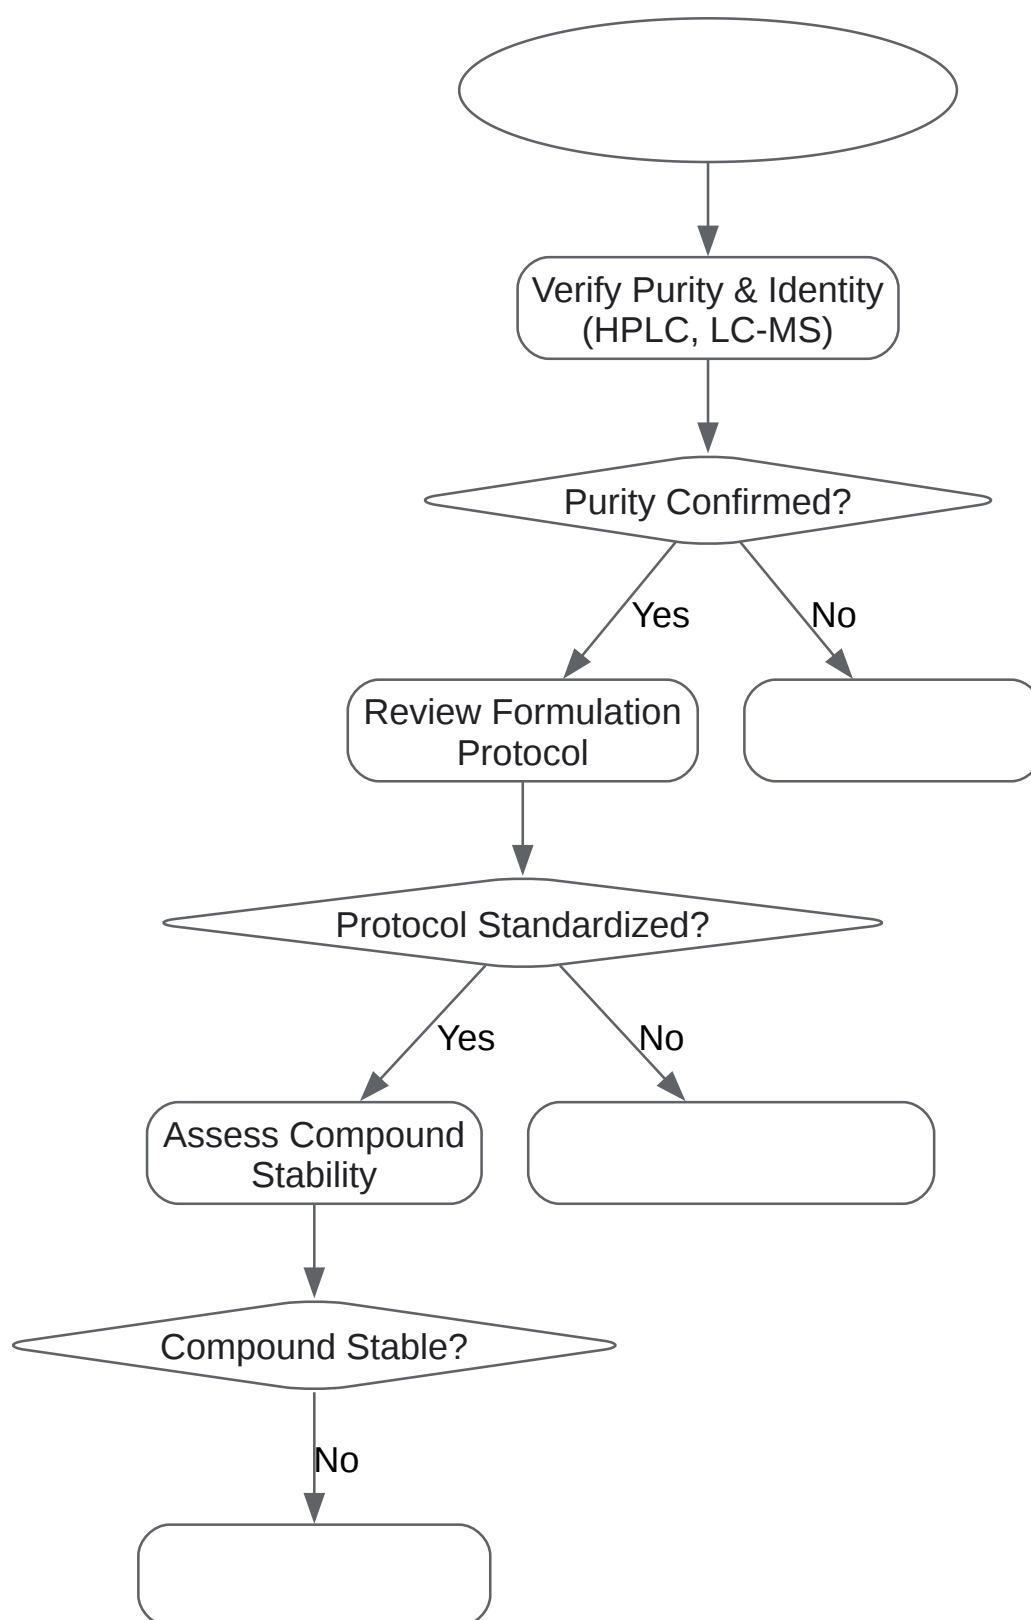 Verify Purity & Identity
(HPLC, LC-MS)
Purity Confirmed?
Yes
No
Review Formulation
Protocol
Protocol Standardized?
Yes
No
Assess Compound
Stability
Compound Stable?
No